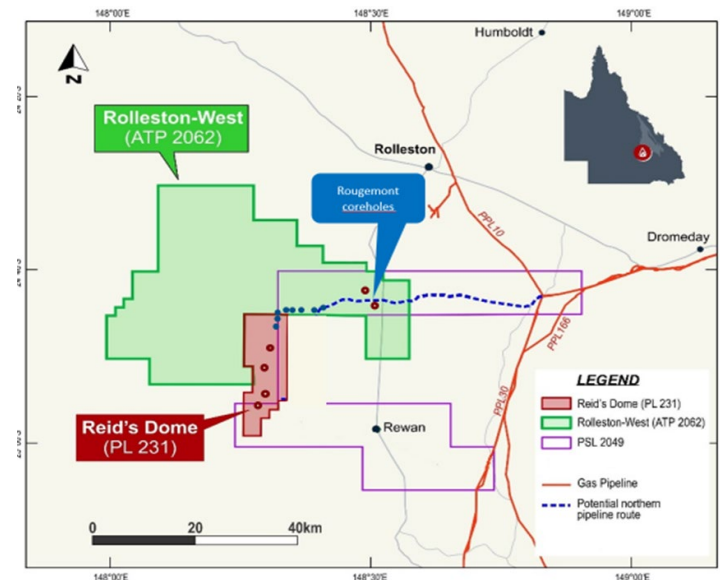 148°00'E
148°30'E
149°00'E
Humboldt
N
Rolleston-West
(ATP 2062)
Rolleston
Rougemont
coreholes
PPL10
Dromeday
PPL166
LEGEND
Reid's Dome (PL 231)
Rolleston-West (ATP 2062)
PSL 2049
PPL30
Reid's Dome
(PL 231)
Rewan
Gas Pipeline
Potential northern
pipeline route
0
20
40km
148°00'E
148°30'E
149°00'E